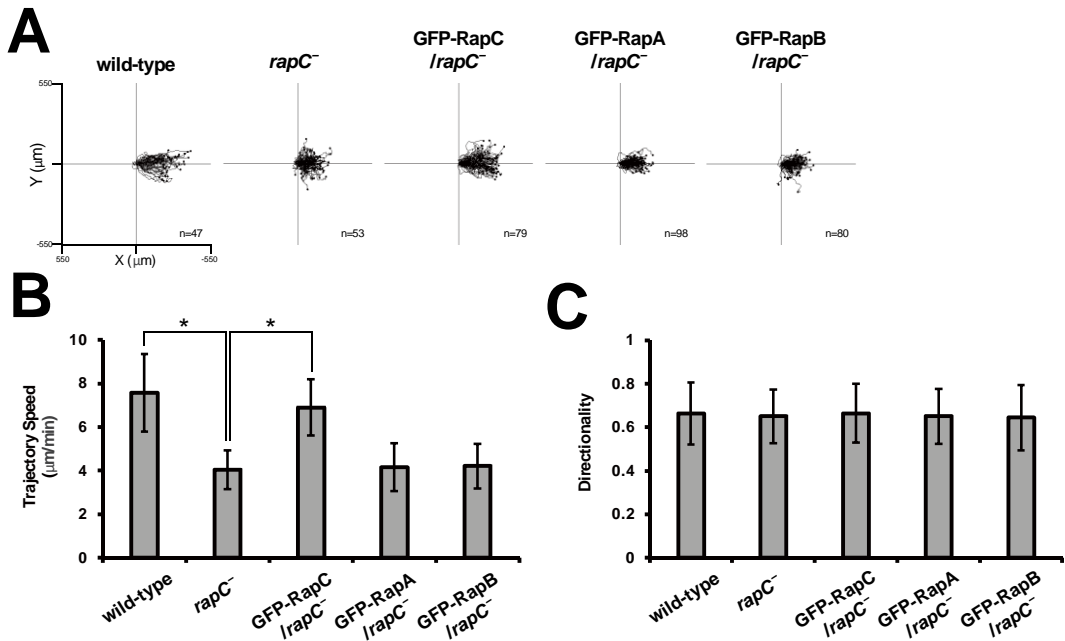 A
wild-type
rapC⁻
GFP-RapC
/rapC⁻
GFP-RapA
/rapC⁻
GFP-RapB
/rapC⁻
550
Y (μm)
-550
550
X (μm)
-550
n=47
n=53
n=79
n=98
n=80
B
Trajectory Speed
(μm/min)
10
8
6
4
2
0
*
*
wild-type
rapC⁻
GFP-RapC
/rapC⁻
GFP-RapA
/rapC⁻
GFP-RapB
/rapC⁻
C
Directionality
1
0.8
0.6
0.4
0.2
0
wild-type
rapC⁻
GFP-RapC
/rapC⁻
GFP-RapA
/rapC⁻
GFP-RapB
/rapC⁻